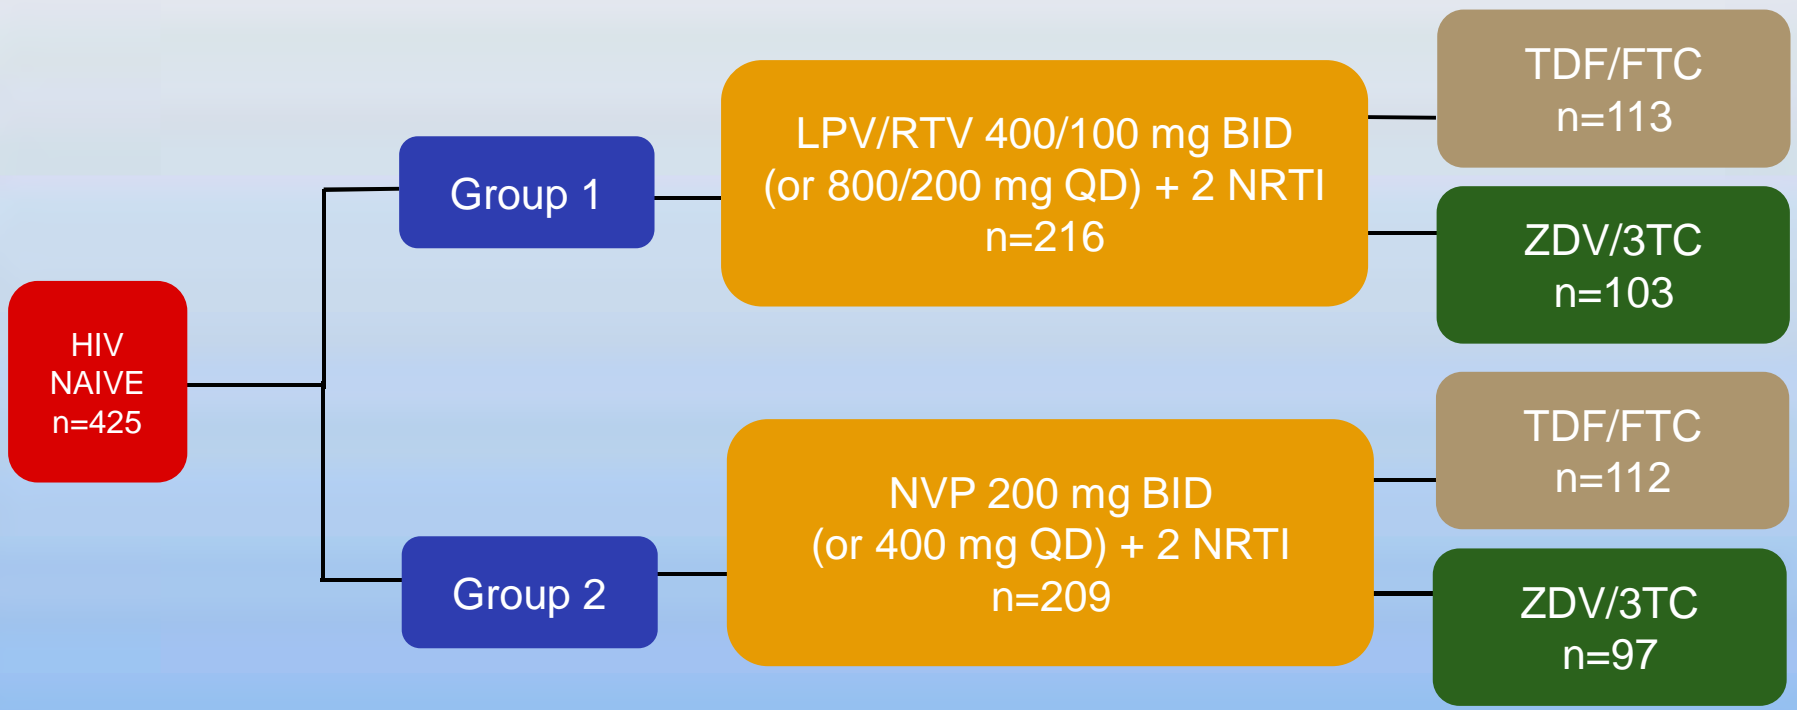 HIV
NAIVE
n=425
Group 1
LPV/RTV 400/100 mg BID
(or 800/200 mg QD) + 2 NRTI
n=216
TDF/FTC
n=113
ZDV/3TC
n=103
Group 2
NVP 200 mg BID
(or 400 mg QD) + 2 NRTI
n=209
TDF/FTC
n=112
ZDV/3TC
n=97